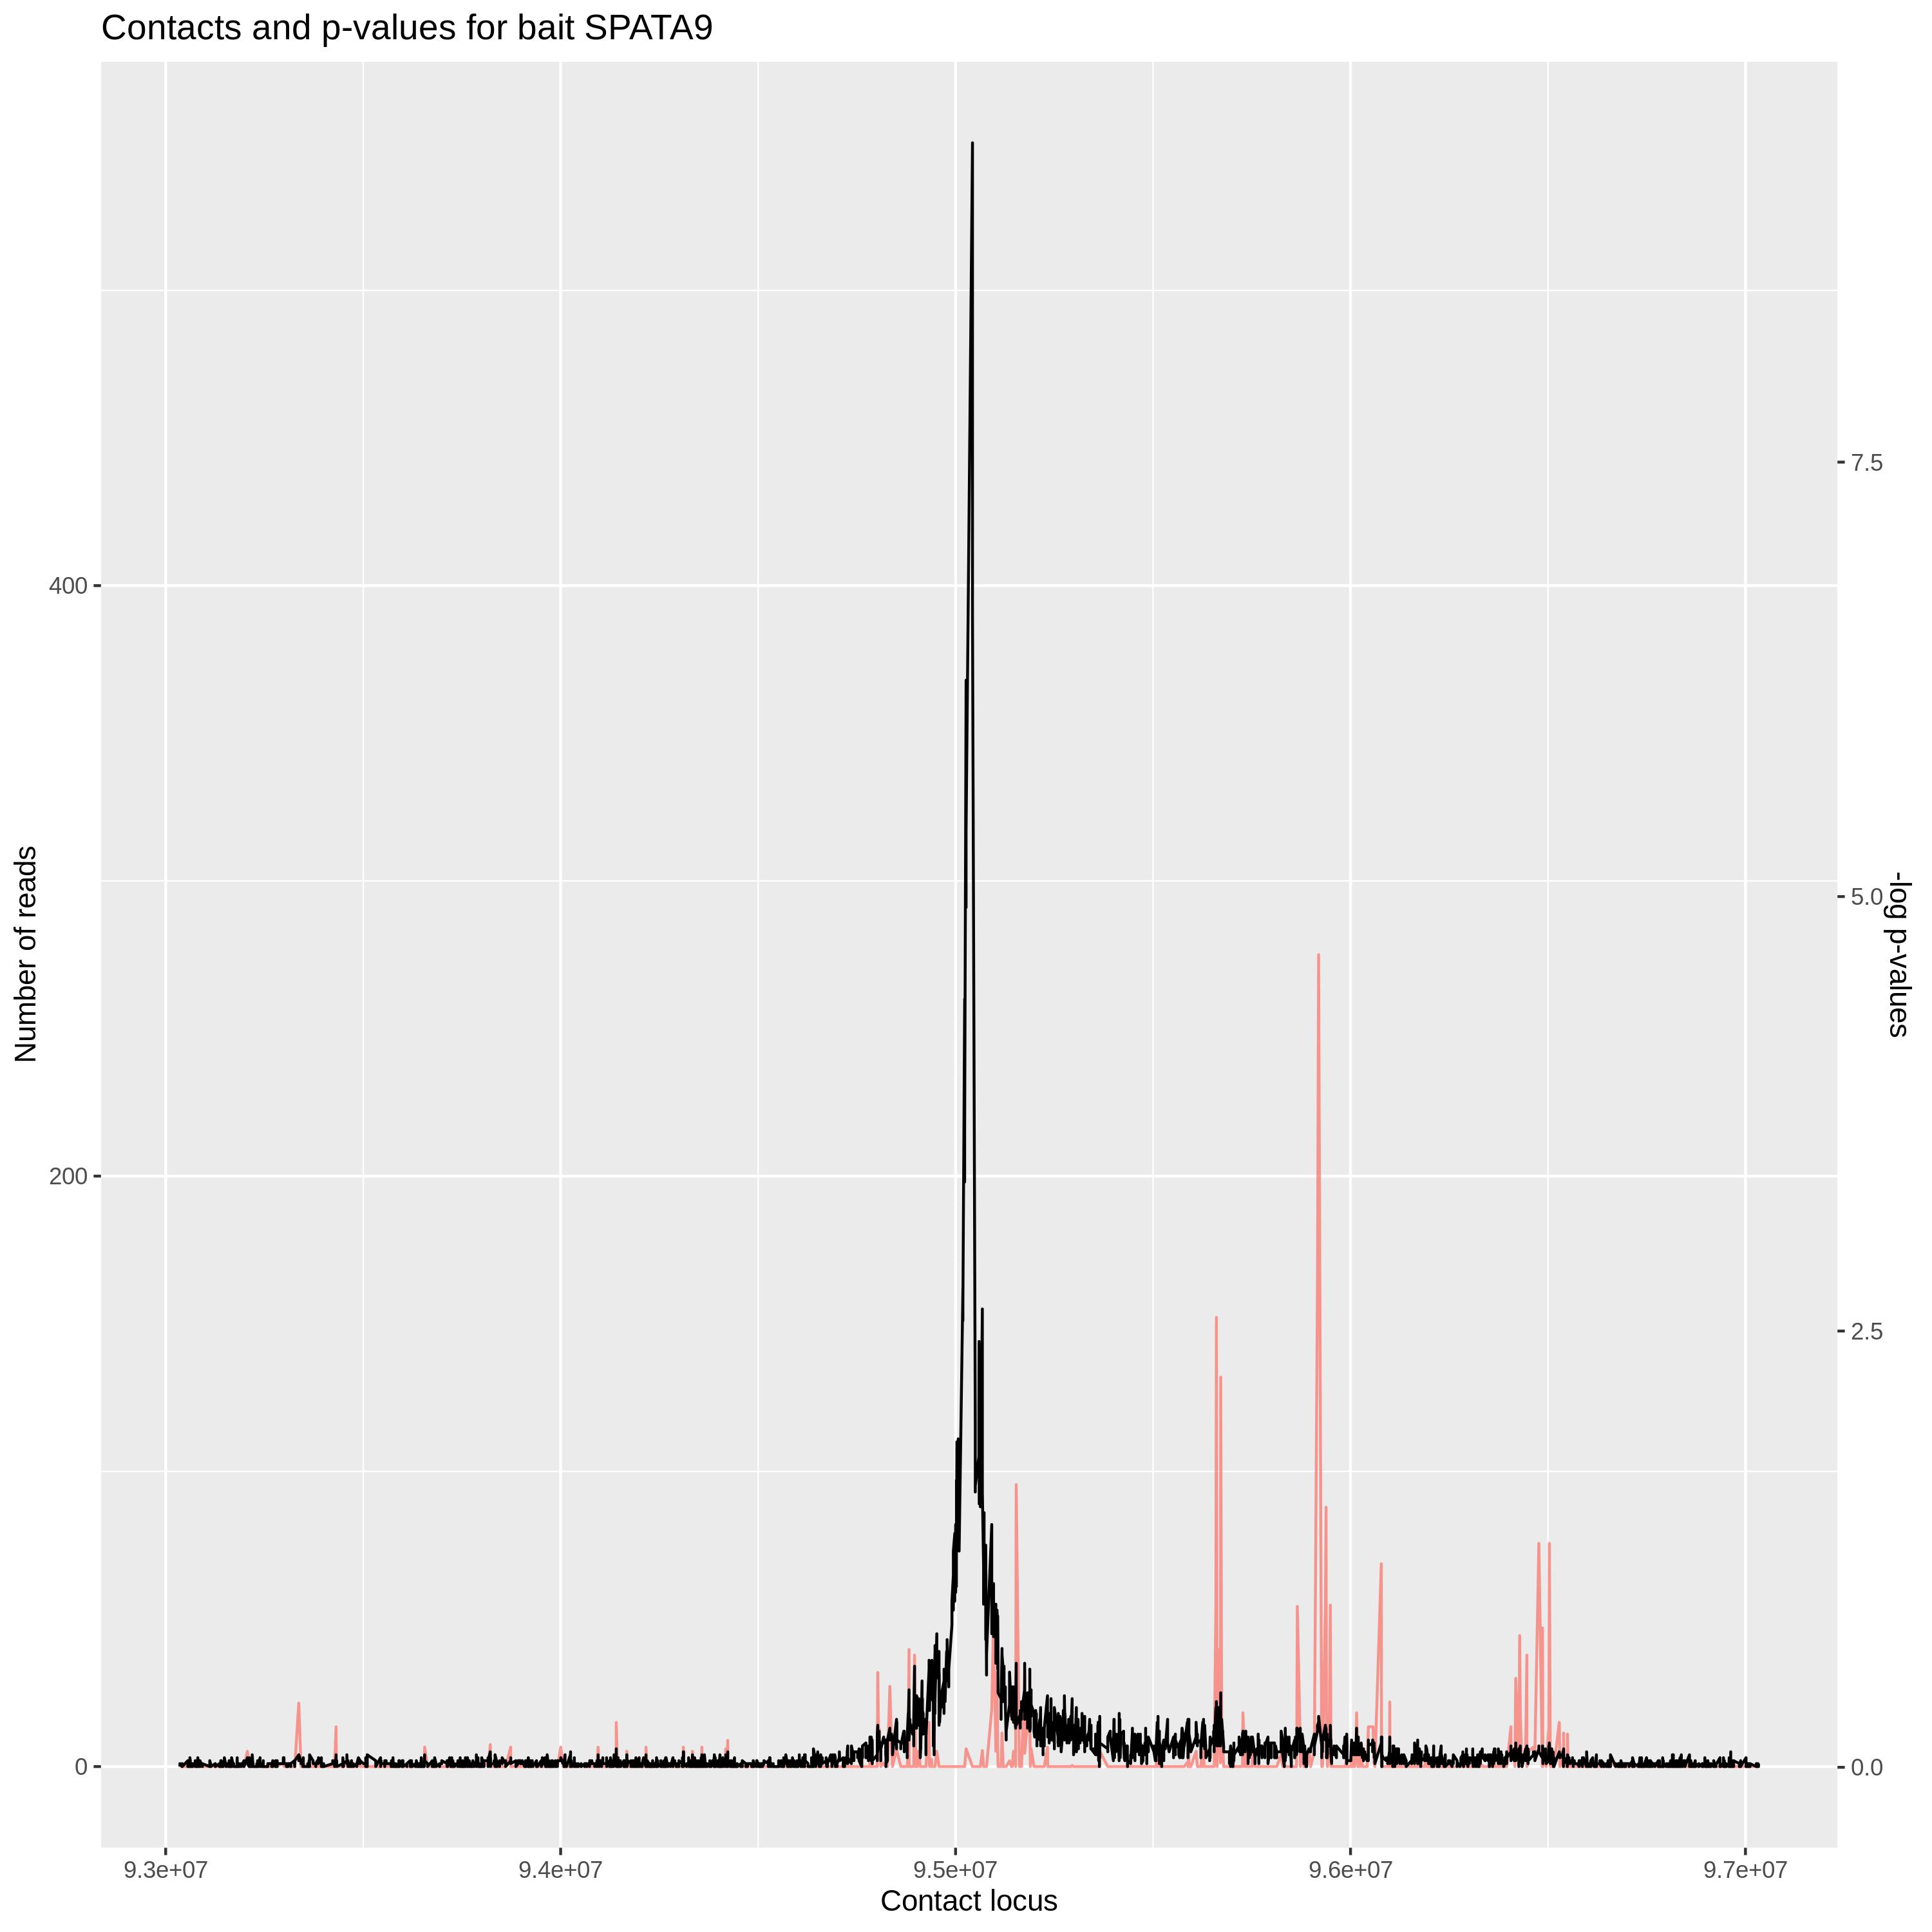 Contacts and p-values for bait SPATA9
Number of reads
400
200
0
7.5
5.0
2.5
0.0
-log p-values
9.3e+07 9.4e+07 9.5e+07 9.6e+07 9.7e+07
Contact locus